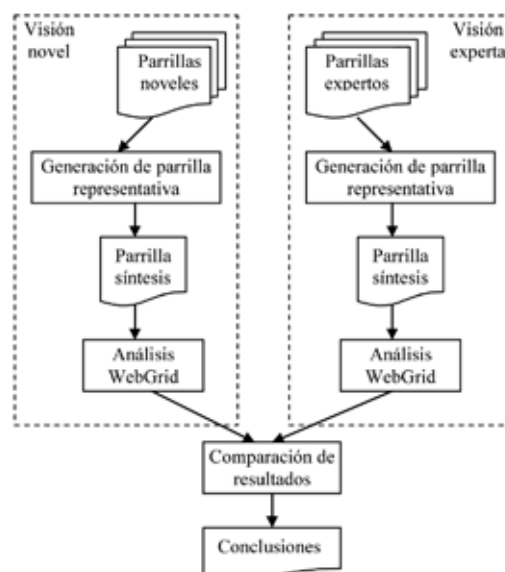 Visión
novel
Parrillas
noveles
Generación de parrilla
representativa
Parrilla
síntesis
Análisis
WebGrid
Visión
experta
Parrillas
expertos
Generación de parrilla
representativa
Parrilla
síntesis
Análisis
WebGrid
Comparación de
resultados
Conclusiones